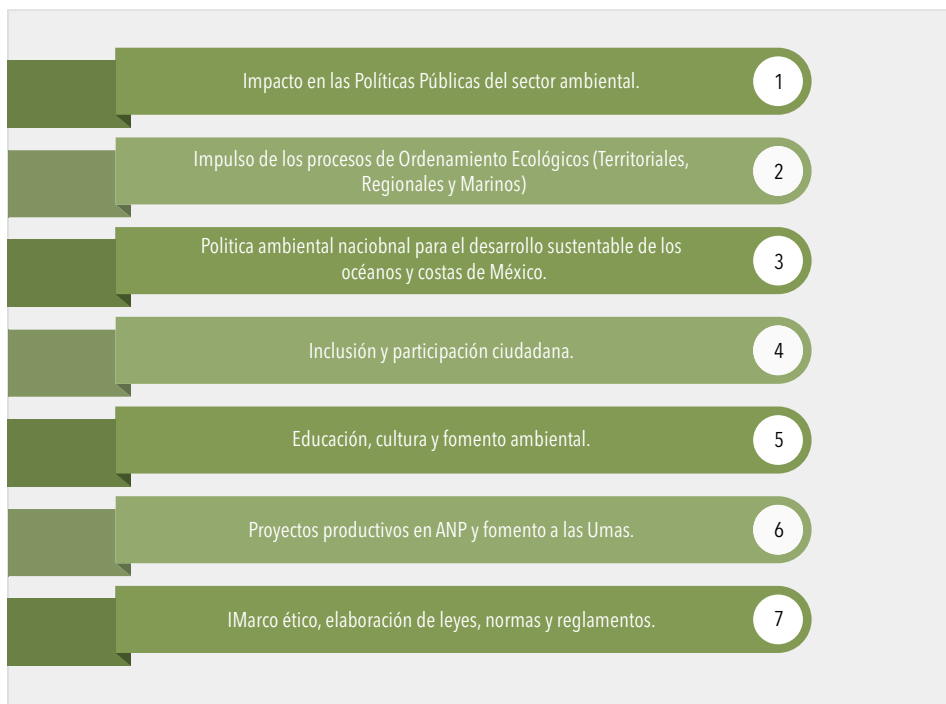 Impacto en las Políticas Públicas del sector ambiental.
1
Impulso de los procesos de Ordenamiento Ecológicos (Territoriales,
Regionales y Marinos)
2
Politica ambiental naciobnal para el desarrollo sustentable de los
océanos y costas de México.
3
Inclusión y participación ciudadana.
4
Educación, cultura y fomento ambiental.
5
Proyectos productivos en ANP y fomento a las Umas.
6
IMarco ético, elaboración de leyes, normas y reglamentos.
7